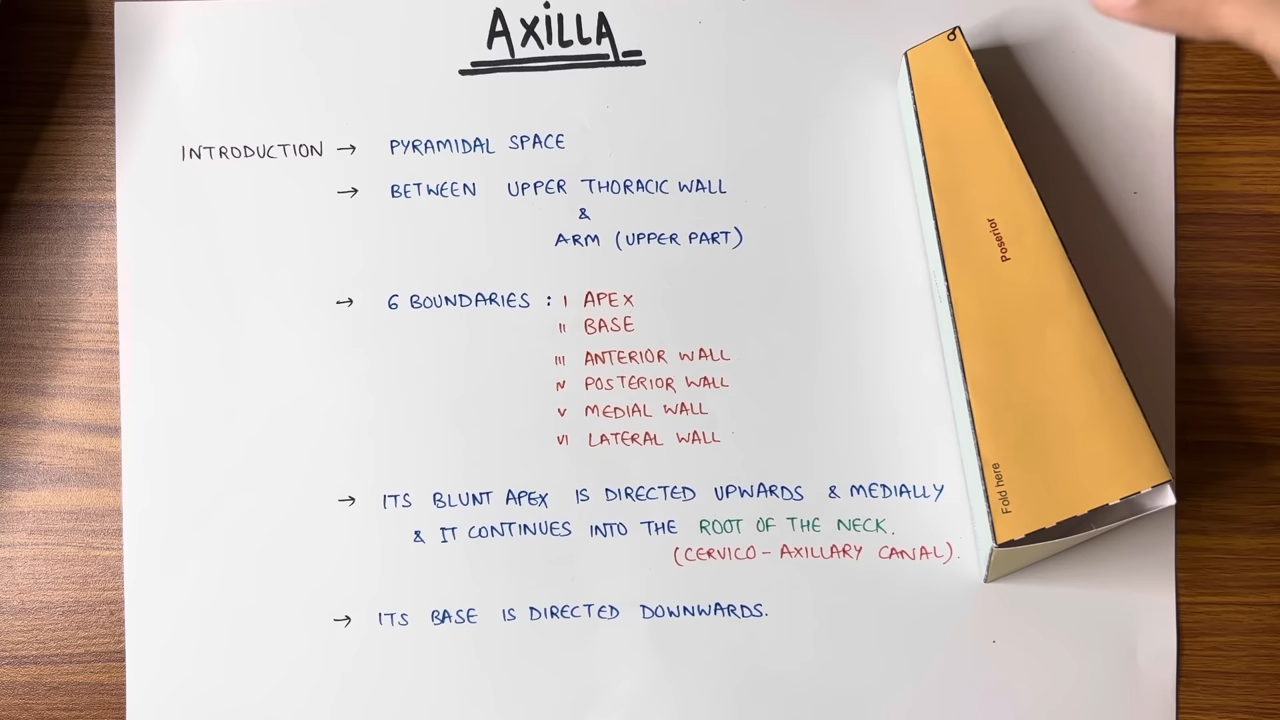 AXILLA
INTRODUCTION → PYRAMIDAL SPACE
→ BETWEEN UPPER THORACIC WALL
&
ARM (UPPER PART)
→ 6 BOUNDARIES : I APEX
II BASE
III ANTERIOR WALL
IV POSTERIOR WALL
V MEDIAL WALL
VI LATERAL WALL
→ ITS BLUNT APEX IS DIRECTED UPWARDS & MEDIALLY
& IT CONTINUES INTO THE ROOT OF THE NECK.
(CERVICO - AXILLARY CANAL).
→ ITS BASE IS DIRECTED DOWNWARDS.
Poserior
Fold here